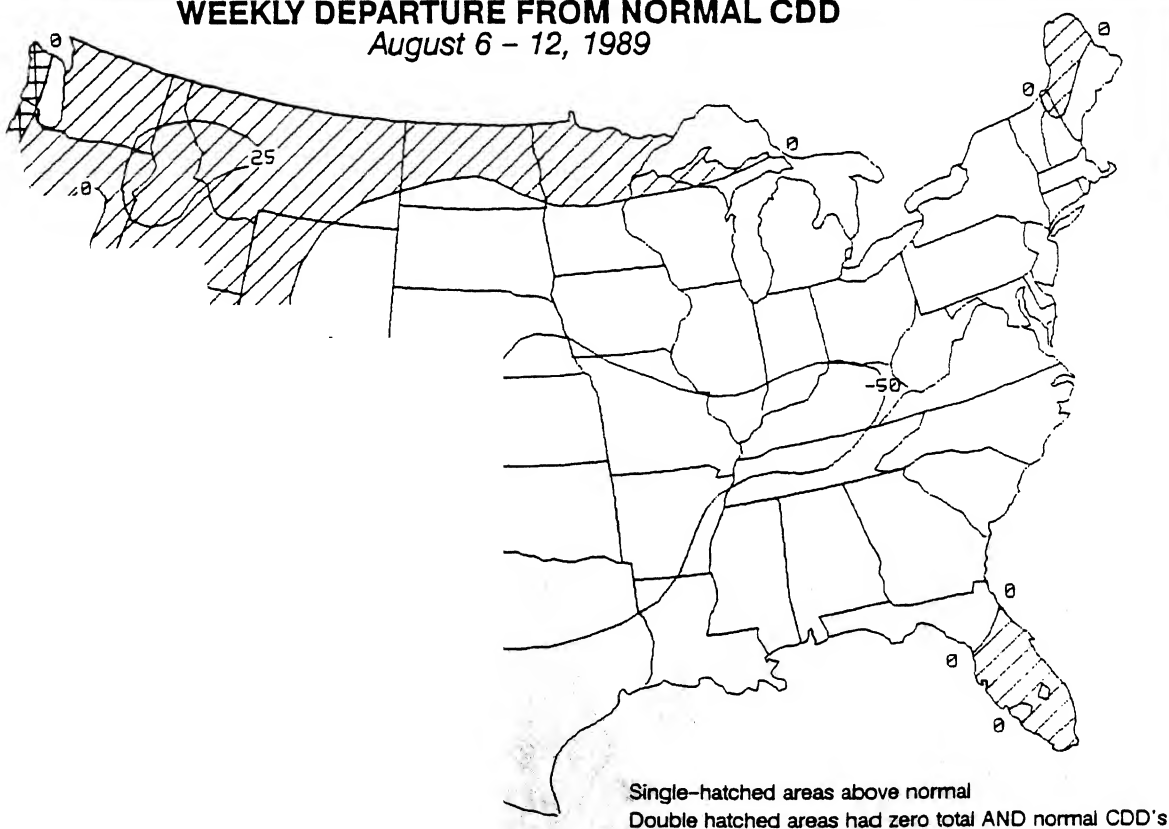 WEEKLY DEPARTURE FROM NORMAL CDD
August 6 – 12, 1989
0
0
0
0
25
0
-50
0
0
0
Single-hatched areas above normal
Double hatched areas had zero total AND normal CDD's